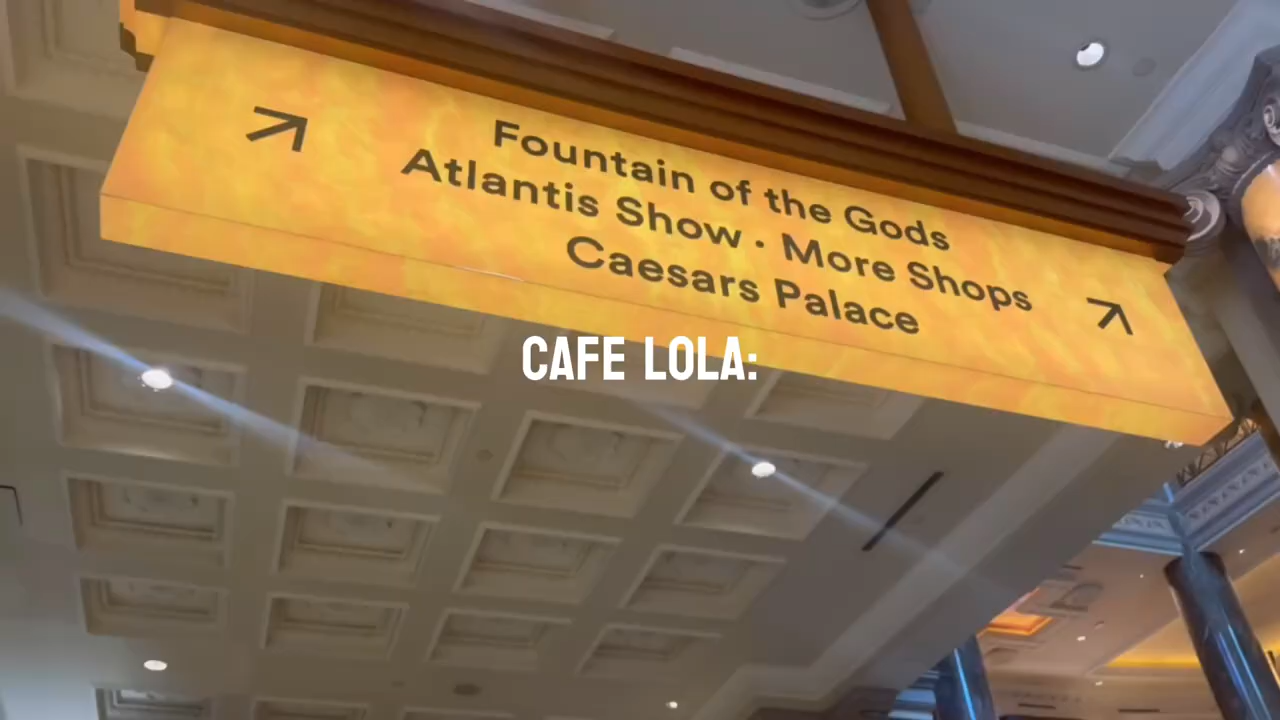 Fountain of the Gods
Atlantis Show · More Shops
Caesars Palace
CAFE LOLA: